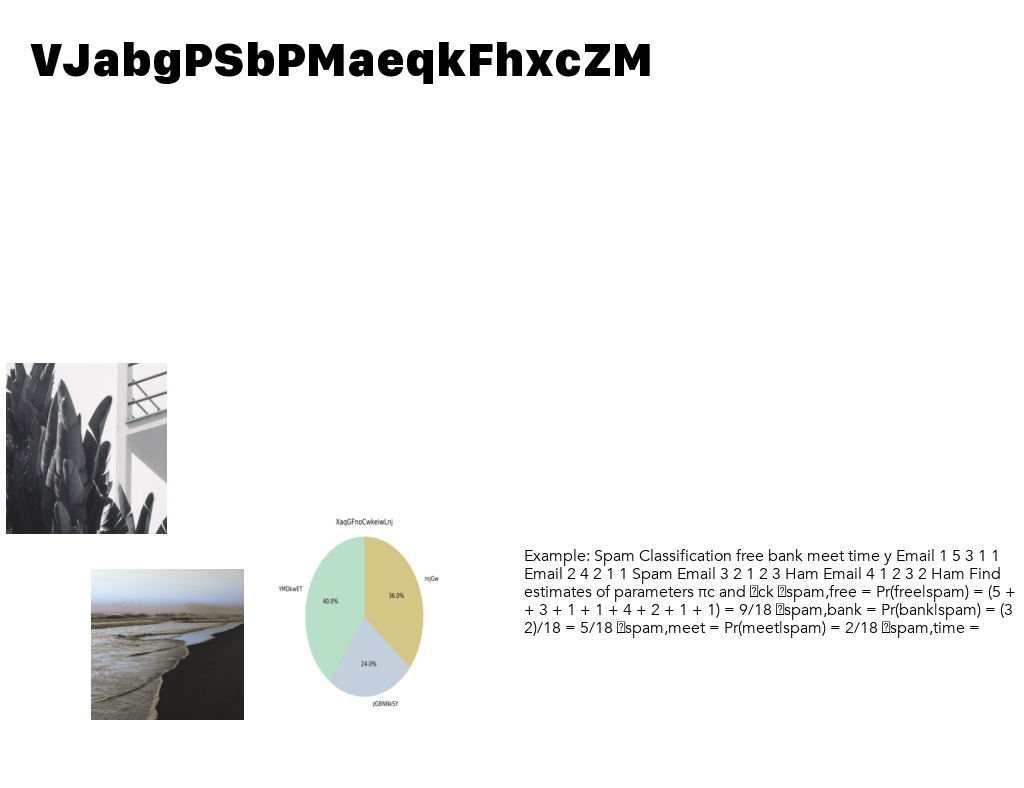 VJabgPSbPMaeqkFhxcZM
XaqGFnoCwkeiwLnj
YMDkwET
mjGw
40.0%
36.0%
24.0%
zGBNNkSY
Example: Spam Classification free bank meet time y Email 1 5 3 1 1
Email 2 4 2 1 1 Spam Email 3 2 1 2 3 Ham Email 4 1 2 3 2 Ham Find
estimates of parameters πc and ck spam,free = Pr(free|spam) = (5 +
+ 3 + 1 + 1 + 4 + 2 + 1 + 1) = 9/18 spam,bank = Pr(bank|spam) = (3
2)/18 = 5/18 spam,meet = Pr(meet|spam) = 2/18 spam,time =